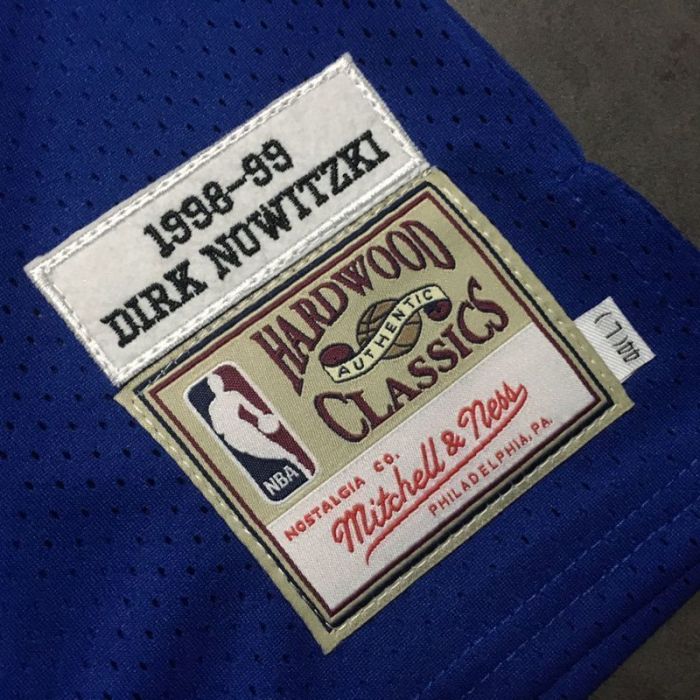 1998-99
DIRK NOWITZKI
HARDWOOD
AUTHENTIC
CLASSICS
NBA
NOSTALGIA CO.
Mitchell & Ness
PHILADELPHIA, PA.